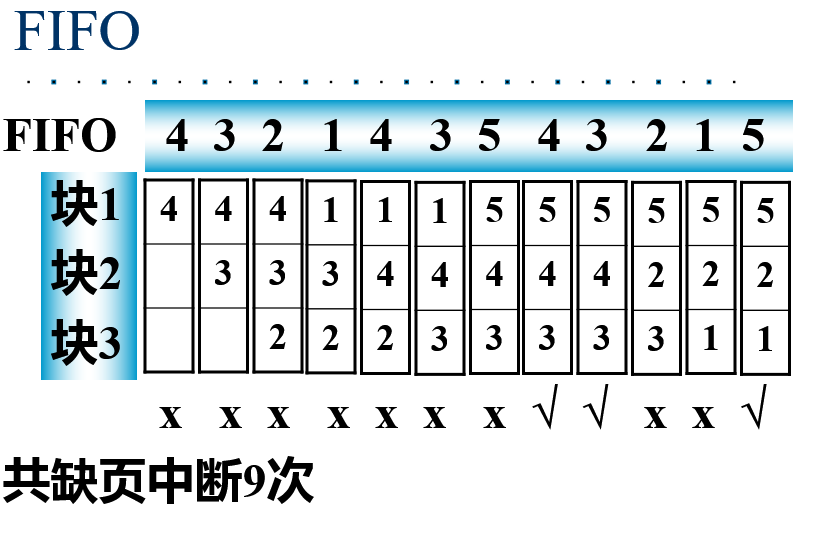 FIFO
FIFO 4 3 2 1 4 3 5 4 3 2 1 5
块1 4 4 4 1 1 1 5 5 5 5 5 5
块2 3 3 3 4 4 4 4 4 2 2 2
块3 2 2 2 3 3 3 3 3 1 1
x x x x x x x √ √ x x √
共缺页中断9次